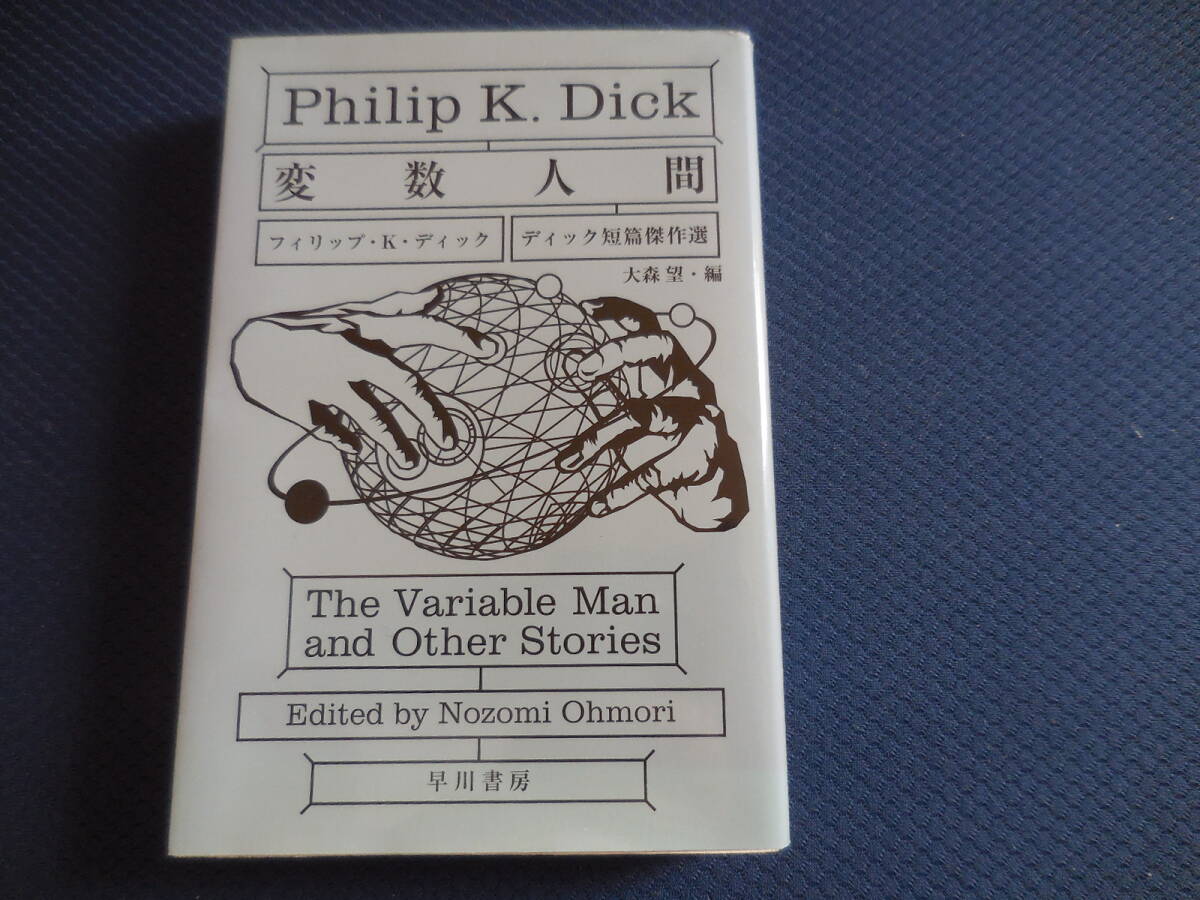 Philip K. Dick
変数人間
フィリップ・K・ディック
ディック短篇傑作選
大森 望・編
The Variable Man
and Other Stories
Edited by Nozomi Ohmori
早川書房